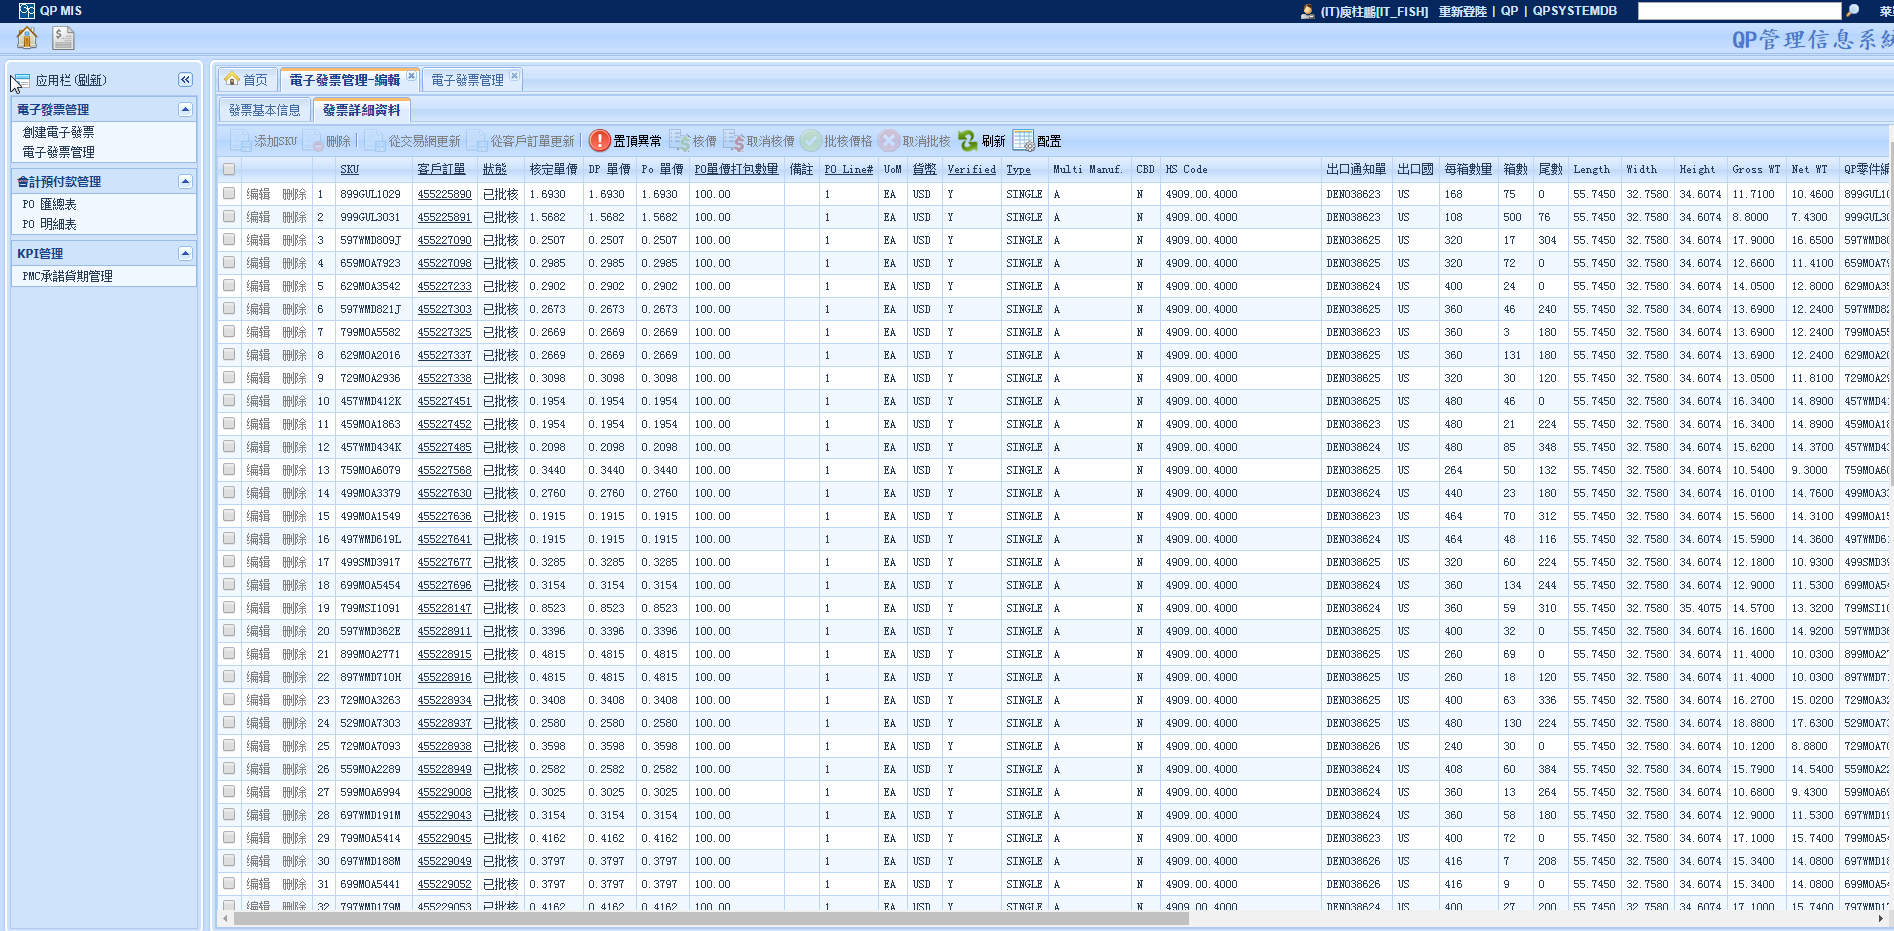 QP MIS
(IT)庾柱鵬[IT_FISH] 重新登陸 | QP | QPSYSTEMDB
QP管理信息系
应用栏(刷新)
電子發票管理
創建電子發票
電子發票管理
會計預付款管理
PO 匯總表
PO 明細表
KPI管理
PMC承諾貨期管理
首页 電子發票管理-編輯 電子發票管理
發票基本信息 發票詳細資料
添加SKU 刪除 從交易網更新 從客戶訂單更新 置頂異常 核價 取消核價 批核價格 取消批核 刷新 配置
SKU 客戶訂單 狀態 核定單價 DP 單價 Po 單價 PO單價打包數量 備註 PO Line# UoM 貨幣 Verified Type Multi Manuf. CBD HS Code 出口通知單 出口國 每箱數量 箱數 尾數 Length Width Height Gross WT Net WT QP零件編
编辑 刪除 1 899GUL1029 455225890 已批核 1.6930 1.6930 1.6930 100.00 1 EA USD Y SINGLE A N 4909.00.4000 DEN038623 US 168 75 0 55.7450 32.7580 34.6074 11.7100 10.4600 899GUL10
编辑 刪除 2 999GUL3031 455225891 已批核 1.5682 1.5682 1.5682 100.00 1 EA USD Y SINGLE A N 4909.00.4000 DEN038623 US 108 500 76 55.7450 32.7580 34.6074 8.8000 7.4300 999GUL30
编辑 刪除 3 597WMD809J 455227090 已批核 0.2507 0.2507 0.2507 100.00 1 EA USD Y SINGLE A N 4909.00.4000 DEN038625 US 320 17 304 55.7450 32.7580 34.6074 17.9000 16.6500 597WMD80
编辑 刪除 4 659MOA7923 455227098 已批核 0.2985 0.2985 0.2985 100.00 1 EA USD Y SINGLE A N 4909.00.4000 DEN038625 US 320 72 0 55.7450 32.7580 34.6074 12.6600 11.4100 659MOA79
编辑 刪除 5 629MOA3542 455227233 已批核 0.2902 0.2902 0.2902 100.00 1 EA USD Y SINGLE A N 4909.00.4000 DEN038624 US 400 24 0 55.7450 32.7580 34.6074 14.0500 12.8000 629MOA35
编辑 刪除 6 597WMD821J 455227303 已批核 0.2673 0.2673 0.2673 100.00 1 EA USD Y SINGLE A N 4909.00.4000 DEN038625 US 360 46 240 55.7450 32.7580 34.6074 13.6900 12.2400 597WMD82
编辑 刪除 7 799MOA5582 455227325 已批核 0.2669 0.2669 0.2669 100.00 1 EA USD Y SINGLE A N 4909.00.4000 DEN038623 US 360 3 180 55.7450 32.7580 34.6074 13.6900 12.2400 799MOA55
编辑 刪除 8 629MOA2016 455227337 已批核 0.2669 0.2669 0.2669 100.00 1 EA USD Y SINGLE A N 4909.00.4000 DEN038625 US 360 131 180 55.7450 32.7580 34.6074 13.6900 12.2400 629MOA20
编辑 刪除 9 729MOA2936 455227338 已批核 0.3098 0.3098 0.3098 100.00 1 EA USD Y SINGLE A N 4909.00.4000 DEN038625 US 320 30 120 55.7450 32.7580 34.6074 13.0500 11.8100 729MOA29
编辑 刪除 10 457WMD412K 455227451 已批核 0.1954 0.1954 0.1954 100.00 1 EA USD Y SINGLE A N 4909.00.4000 DEN038625 US 480 46 0 55.7450 32.7580 34.6074 16.3400 14.8900 457WMD41
编辑 刪除 11 459MOA1863 455227452 已批核 0.1954 0.1954 0.1954 100.00 1 EA USD Y SINGLE A N 4909.00.4000 DEN038623 US 480 21 224 55.7450 32.7580 34.6074 16.3400 14.8900 459MOA18
编辑 刪除 12 457WMD434K 455227485 已批核 0.2098 0.2098 0.2098 100.00 1 EA USD Y SINGLE A N 4909.00.4000 DEN038624 US 480 85 348 55.7450 32.7580 34.6074 15.6200 14.3700 457WMD43
编辑 刪除 13 759MOA6079 455227568 已批核 0.3440 0.3440 0.3440 100.00 1 EA USD Y SINGLE A N 4909.00.4000 DEN038625 US 264 50 132 55.7450 32.7580 34.6074 10.5400 9.3000 759MOA60
编辑 刪除 14 499MOA3379 455227630 已批核 0.2760 0.2760 0.2760 100.00 1 EA USD Y SINGLE A N 4909.00.4000 DEN038624 US 440 23 180 55.7450 32.7580 34.6074 16.0100 14.7600 499MOA33
编辑 刪除 15 499MOA1549 455227636 已批核 0.1915 0.1915 0.1915 100.00 1 EA USD Y SINGLE A N 4909.00.4000 DEN038623 US 464 70 312 55.7450 32.7580 34.6074 15.5600 14.3100 499MOA15
编辑 刪除 16 497WMD619L 455227641 已批核 0.1915 0.1915 0.1915 100.00 1 EA USD Y SINGLE A N 4909.00.4000 DEN038624 US 464 48 116 55.7450 32.7580 34.6074 15.5900 14.3600 497WMD61
编辑 刪除 17 499SMD3917 455227677 已批核 0.3285 0.3285 0.3285 100.00 1 EA USD Y SINGLE A N 4909.00.4000 DEN038625 US 320 60 224 55.7450 32.7580 34.6074 12.1800 10.9300 499SMD39
编辑 刪除 18 699MOA5454 455227696 已批核 0.3154 0.3154 0.3154 100.00 1 EA USD Y SINGLE A N 4909.00.4000 DEN038624 US 360 134 244 55.7450 32.7580 34.6074 12.9000 11.5300 699MOA54
编辑 刪除 19 799MSI1091 455228147 已批核 0.8523 0.8523 0.8523 100.00 1 EA USD Y SINGLE A N 4909.00.4000 DEN038624 US 360 59 310 55.7450 32.7580 35.4075 14.5700 13.3200 799MSI10
编辑 刪除 20 597WMD362E 455228911 已批核 0.3396 0.3396 0.3396 100.00 1 EA USD Y SINGLE A N 4909.00.4000 DEN038625 US 400 32 0 55.7450 32.7580 34.6074 16.1600 14.9200 597WMD36
编辑 刪除 21 899MOA2771 455228915 已批核 0.4815 0.4815 0.4815 100.00 1 EA USD Y SINGLE A N 4909.00.4000 DEN038625 US 260 69 0 55.7450 32.7580 34.6074 11.4000 10.0300 899MOA27
编辑 刪除 22 897WMD710H 455228916 已批核 0.4815 0.4815 0.4815 100.00 1 EA USD Y SINGLE A N 4909.00.4000 DEN038625 US 260 18 120 55.7450 32.7580 34.6074 11.4000 10.0300 897WMD71
编辑 刪除 23 729MOA3263 455228934 已批核 0.3408 0.3408 0.3408 100.00 1 EA USD Y SINGLE A N 4909.00.4000 DEN038625 US 400 63 336 55.7450 32.7580 34.6074 16.2700 15.0200 729MOA32
编辑 刪除 24 529MOA7303 455228937 已批核 0.2580 0.2580 0.2580 100.00 1 EA USD Y SINGLE A N 4909.00.4000 DEN038625 US 480 130 224 55.7450 32.7580 34.6074 18.8800 17.6300 529MOA73
编辑 刪除 25 729MOA7093 455228938 已批核 0.3598 0.3598 0.3598 100.00 1 EA USD Y SINGLE A N 4909.00.4000 DEN038626 US 240 30 0 55.7450 32.7580 34.6074 10.1200 8.8800 729MOA70
编辑 刪除 26 559MOA2289 455228949 已批核 0.2582 0.2582 0.2582 100.00 1 EA USD Y SINGLE A N 4909.00.4000 DEN038624 US 408 60 384 55.7450 32.7580 34.6074 15.7900 14.5400 559MOA22
编辑 刪除 27 599MOA6994 455229008 已批核 0.3025 0.3025 0.3025 100.00 1 EA USD Y SINGLE A N 4909.00.4000 DEN038624 US 360 13 264 55.7450 32.7580 34.6074 10.6800 9.4300 599MOA69
编辑 刪除 28 697WMD191M 455229043 已批核 0.3154 0.3154 0.3154 100.00 1 EA USD Y SINGLE A N 4909.00.4000 DEN038624 US 360 58 180 55.7450 32.7580 34.6074 12.9000 11.5300 697WMD19
编辑 刪除 29 799MOA5414 455229045 已批核 0.4162 0.4162 0.4162 100.00 1 EA USD Y SINGLE A N 4909.00.4000 DEN038623 US 400 72 0 55.7450 32.7580 34.6074 17.1000 15.7400 799MOA54
编辑 刪除 30 697WMD188M 455229049 已批核 0.3797 0.3797 0.3797 100.00 1 EA USD Y SINGLE A N 4909.00.4000 DEN038626 US 416 7 208 55.7450 32.7580 34.6074 15.3400 14.0800 697WMD18
编辑 刪除 31 699MOA5441 455229052 已批核 0.3797 0.3797 0.3797 100.00 1 EA USD Y SINGLE A N 4909.00.4000 DEN038626 US 416 9 0 55.7450 32.7580 34.6074 15.3400 14.0800 699MOA54
编辑 刪除 32 797WMD179M 455229053 已批核 0.4162 0.4162 0.4162 100.00 1 EA USD Y SINGLE A N 4909.00.4000 DEN038624 US 400 27 200 55.7450 32.7580 34.6074 17.1000 15.7400 797WMD17